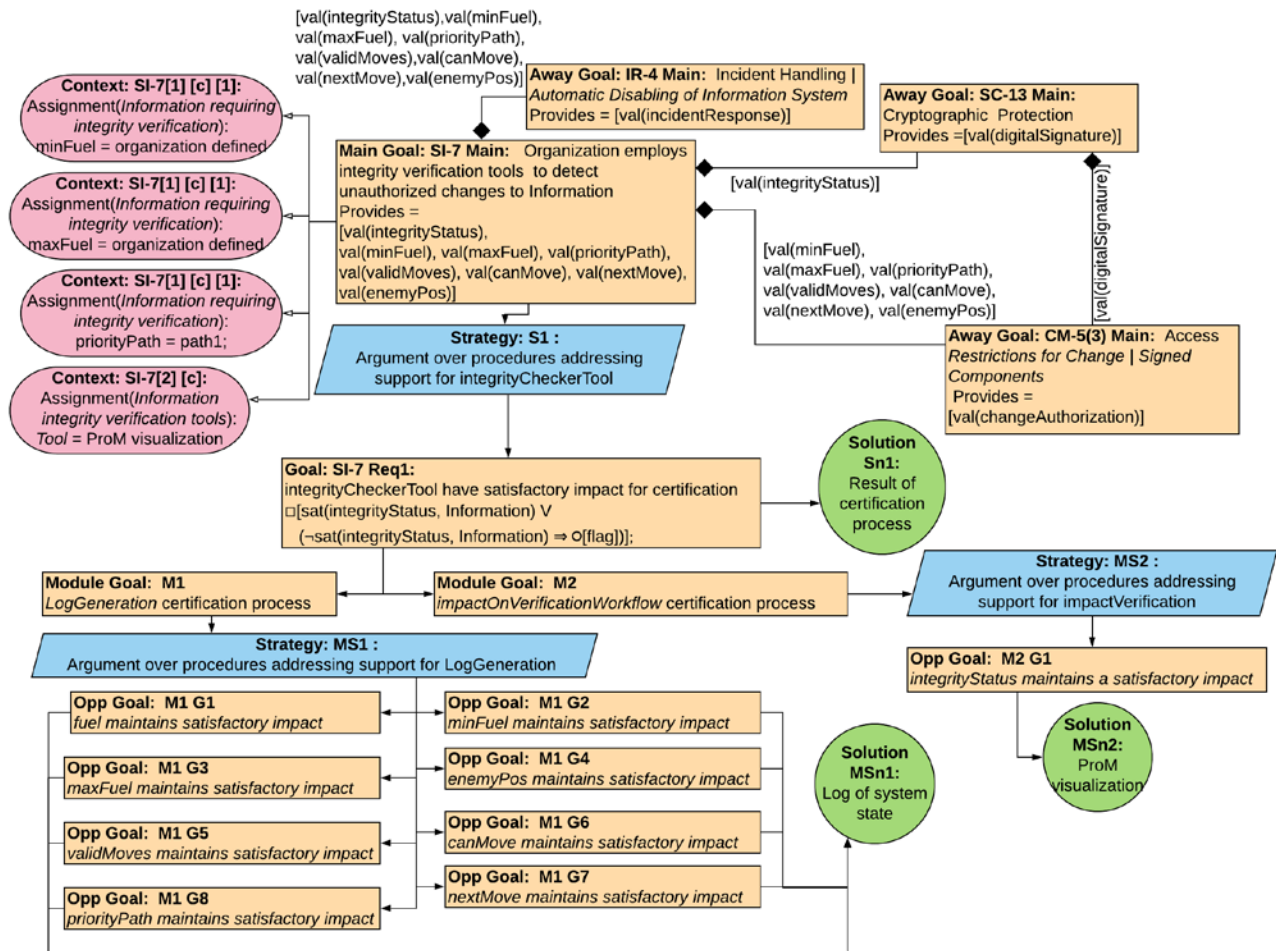 [val(integrityStatus),val(minFuel),
val(maxFuel), val(priorityPath),
val(validMoves),val(canMove),
val(nextMove),val(enemyPos)]
Away Goal: IR-4 Main: Incident Handling |
Automatic Disabling of Information System
Provides = [val(incidentResponse)]
Away Goal: SC-13 Main:
Cryptographic Protection
Provides =[val(digitalSignature)]
Context: SI-7[1] [c] [1]:
Assignment(Information requiring
integrity verification):
minFuel = organization defined
Context: SI-7[1] [c] [1]:
Assignment(Information requiring
integrity verification):
maxFuel = organization defined
Context: SI-7[1] [c] [1]:
Assignment(Information requiring
integrity verification):
priorityPath = path1;
Context: SI-7[2] [c]:
Assignment(Information
integrity verification tools):
Tool = ProM visualization
Main Goal: SI-7 Main: Organization employs
integrity verification tools to detect
unauthorized changes to Information
Provides =
[val(integrityStatus),
val(minFuel), val(maxFuel), val(priorityPath),
val(validMoves), val(canMove), val(nextMove),
val(enemyPos)]
[val(integrityStatus)]
[val(digitalSignature)]
[val(minFuel),
val(maxFuel), val(priorityPath),
val(validMoves), val(canMove),
val(nextMove), val(enemyPos)]
Away Goal: CM-5(3) Main: Access
Restrictions for Change | Signed
Components
Provides =
[val(changeAuthorization)]
Strategy: S1 :
Argument over procedures addressing
support for integrityCheckerTool
Goal: SI-7 Req1:
integrityCheckerTool have satisfactory impact for certification
□[sat(integrityStatus, Information) V
(¬sat(integrityStatus, Information) ⇒ O[flag])];
Solution
Sn1:
Result of
certification
process
Module Goal: M1
LogGeneration certification process
Module Goal: M2
impactOnVerificationWorkflow certification process
Strategy: MS2 :
Argument over procedures addressing
support for impactVerification
Strategy: MS1 :
Argument over procedures addressing support for LogGeneration
Opp Goal: M2 G1
integrityStatus maintains a satisfactory impact
Opp Goal: M1 G1
fuel maintains satisfactory impact
Opp Goal: M1 G2
minFuel maintains satisfactory impact
Opp Goal: M1 G3
maxFuel maintains satisfactory impact
Opp Goal: M1 G4
enemyPos maintains satisfactory impact
Opp Goal: M1 G5
validMoves maintains satisfactory impact
Opp Goal: M1 G6
canMove maintains satisfactory impact
Opp Goal: M1 G8
priorityPath maintains satisfactory impact
Opp Goal: M1 G7
nextMove maintains satisfactory impact
Solution
MSn1:
Log of system
state
Solution
MSn2:
ProM
visualization